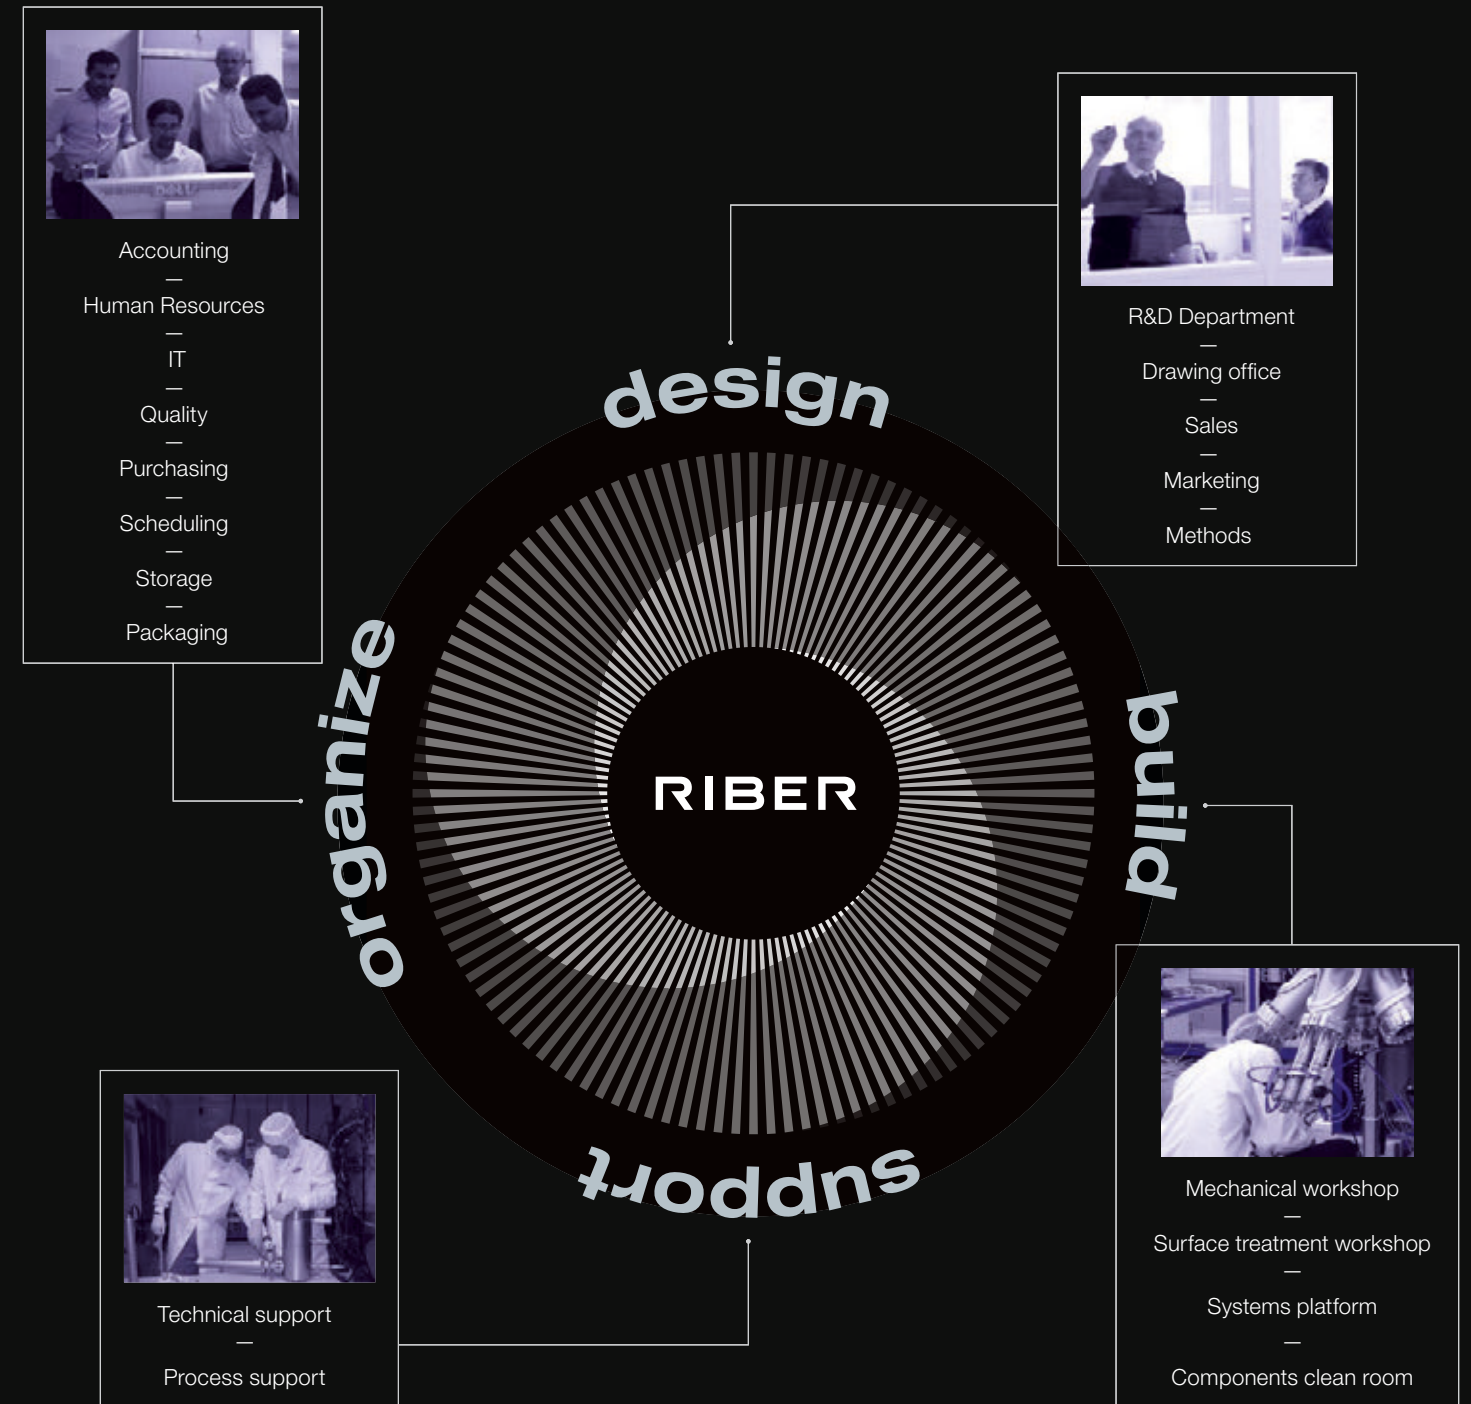 Accounting
—
Human Resources
—
IT
—
Quality
—
Purchasing
—
Scheduling
—
Storage
—
Packaging
R&D Department
—
Drawing office
—
Sales
—
Marketing
—
Methods
design
organize
RIBER
build
support
Technical support
—
Process support
Mechanical workshop
—
Surface treatment workshop
—
Systems platform
—
Components clean room